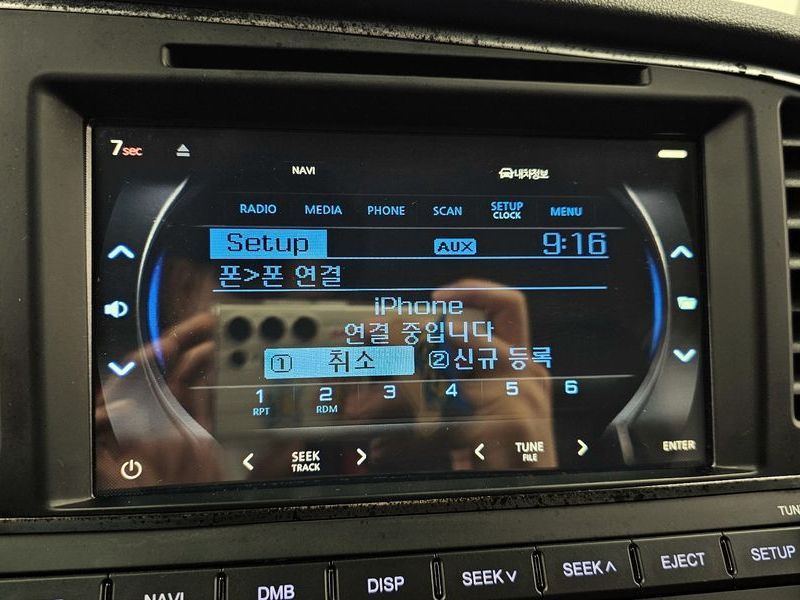 7sec
NAVI 내차정보
RADIO MEDIA PHONE SCAN SETUP CLOCK MENU
Setup AUX 9:16
폰>폰 연결
iPhone
연결 중입니다
① 취소 ②신규 등록
1 2 3 4 5 6
RPT RDM
SEEK TRACK TUNE FILE ENTER
TUNE
NAVI DMB DISP SEEK∨ SEEK∧ EJECT SETUP